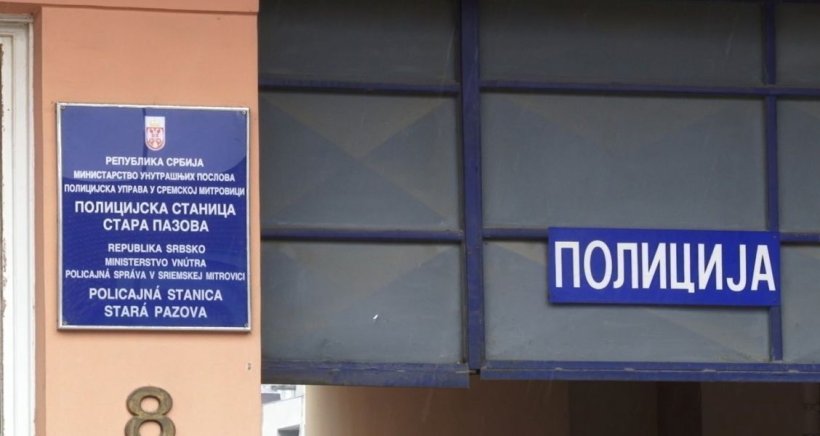 РЕПУБЛИКА СРБИЈА
МИНИСТАРСТВО УНУТРАШЊИХ ПОСЛОВА
ПОЛИЦИЈСКА УПРАВА У СРЕМСКОЈ МИТРОВИЦИ
ПОЛИЦИЈСКА СТАНИЦА
СТАРА ПАЗОВА
REPUBLIKA SRBSKO
MINISTERSTVO VNÚTRA
POLICAJNÁ SPRÁVA V SRIEMSKEJ MITROVICI
POLICAJNÁ STANICA
STARÁ PAZOVA
8
ПОЛИЦИЈА